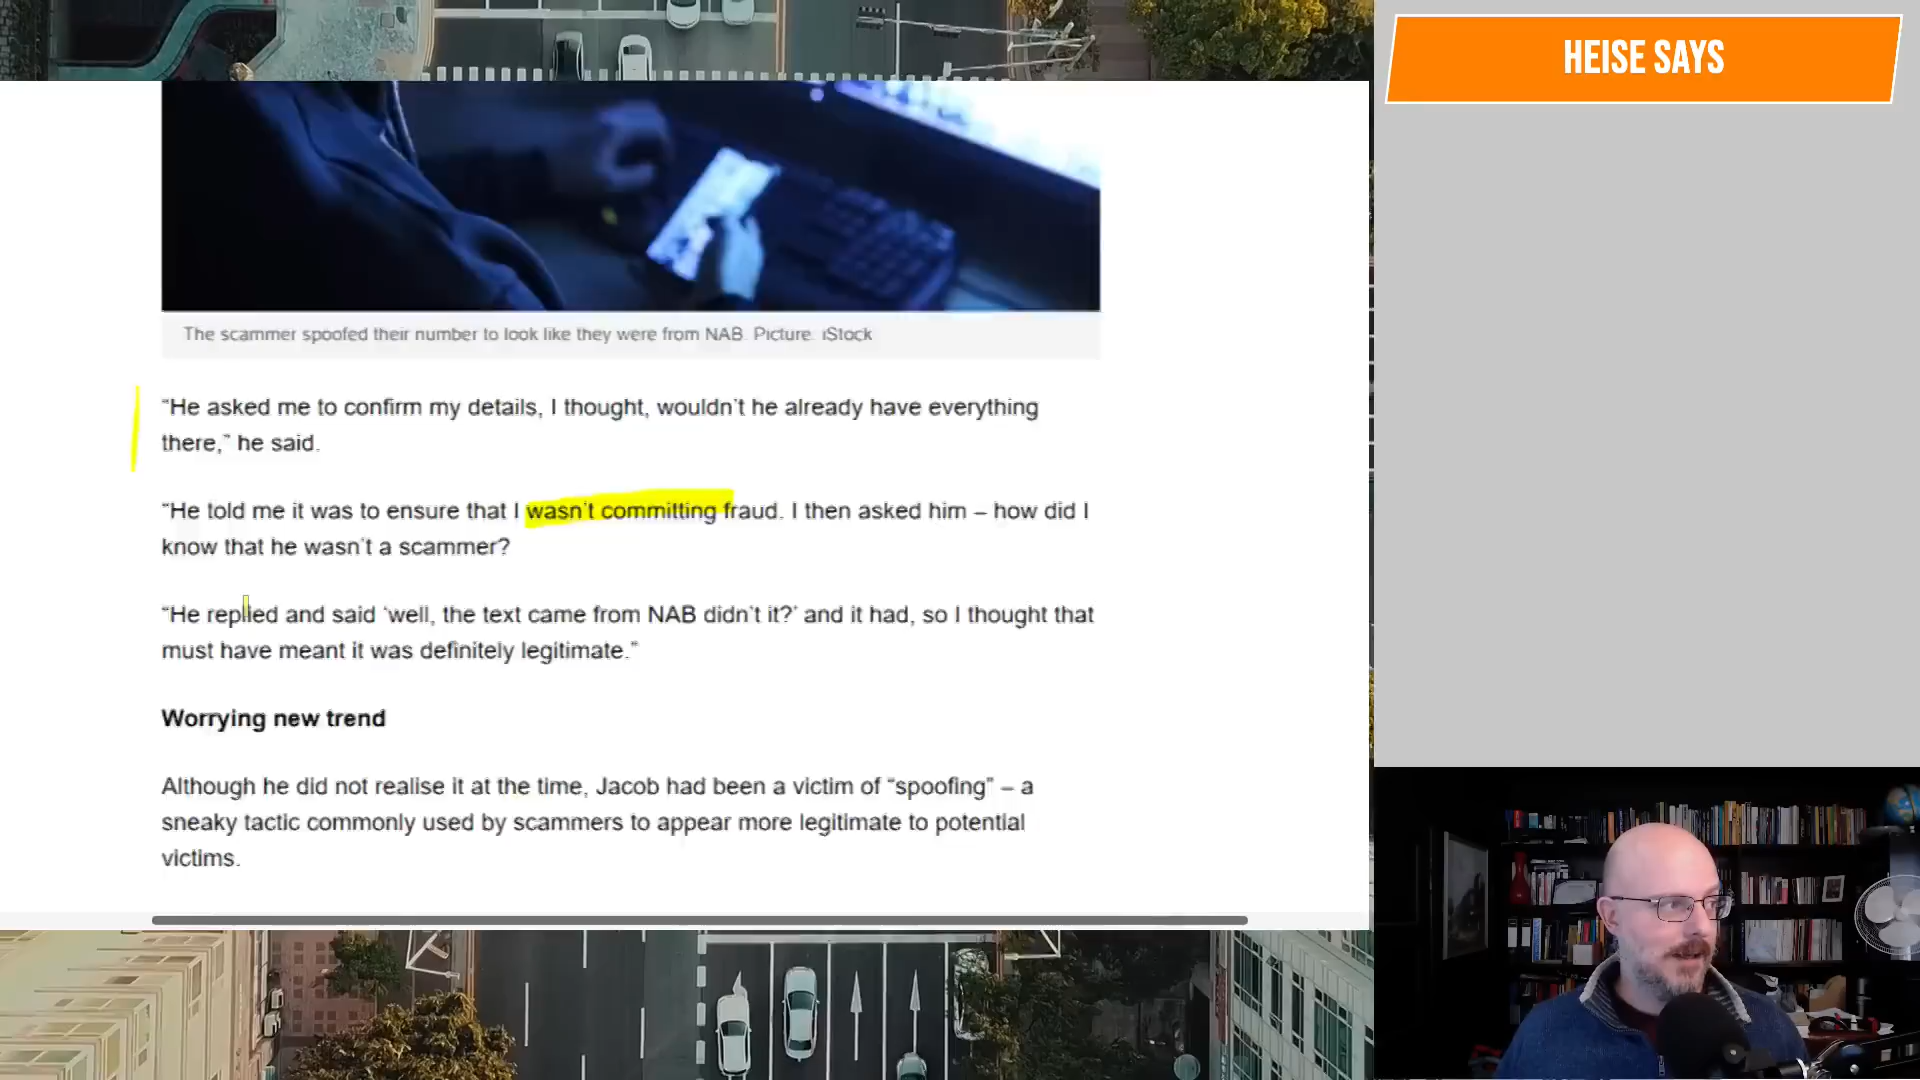 HEISE SAYS
The scammer spoofed their number to look like they were from NAB. Picture: iStock
“He asked me to confirm my details, I thought, wouldn’t he already have everything
there,” he said.
“He told me it was to ensure that I wasn’t committing fraud. I then asked him – how did I
know that he wasn’t a scammer?
“He replied and said ‘well, the text came from NAB didn’t it?’ and it had, so I thought that
must have meant it was definitely legitimate.”
Worrying new trend
Although he did not realise it at the time, Jacob had been a victim of “spoofing” – a
sneaky tactic commonly used by scammers to appear more legitimate to potential
victims.